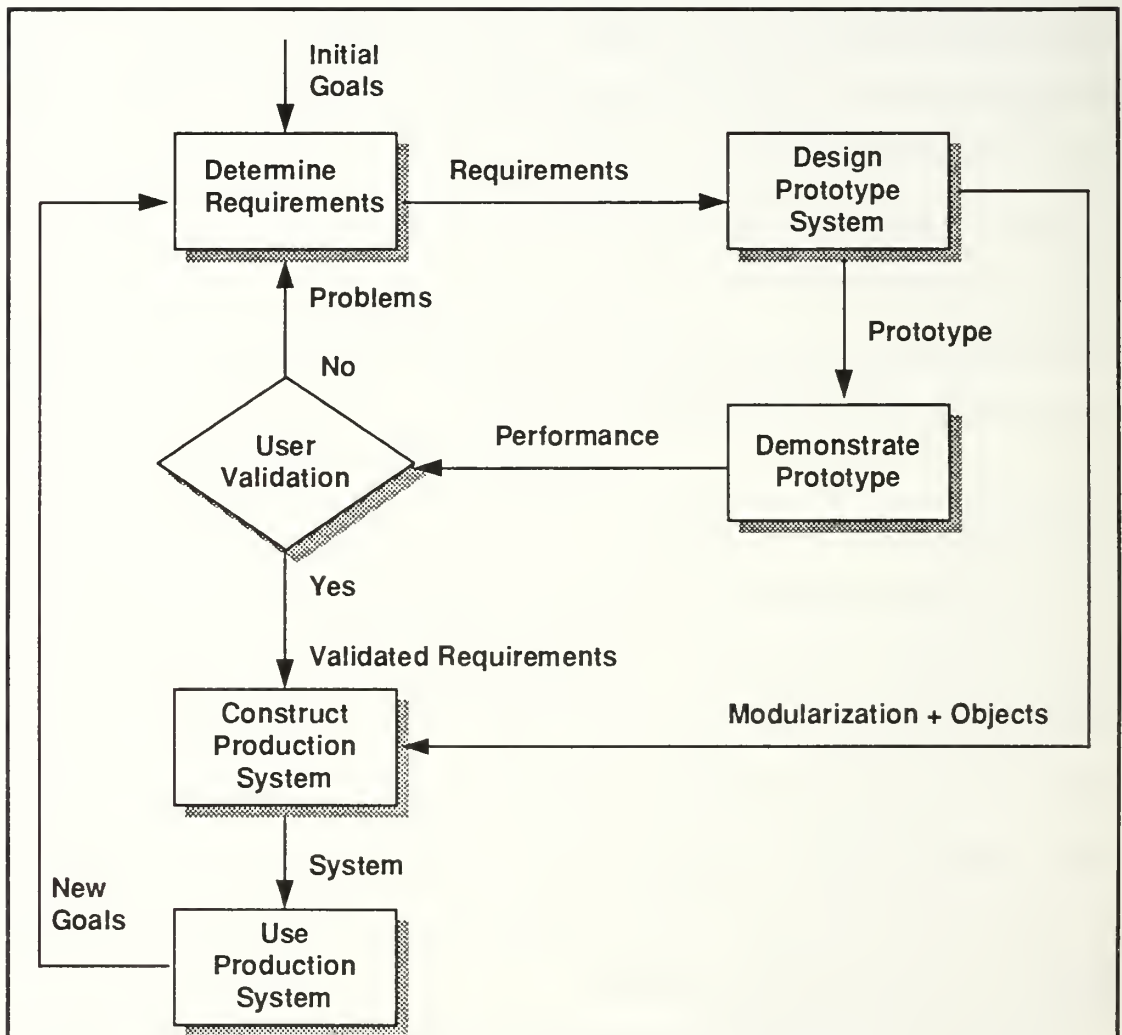 Initial
Goals
Determine
Requirements
Requirements
Design
Prototype
System
Problems
Prototype
No
User
Validation
Performance
Demonstrate
Prototype
Yes
Validated Requirements
Construct
Production
System
Modularization + Objects
System
New
Goals
Use
Production
System